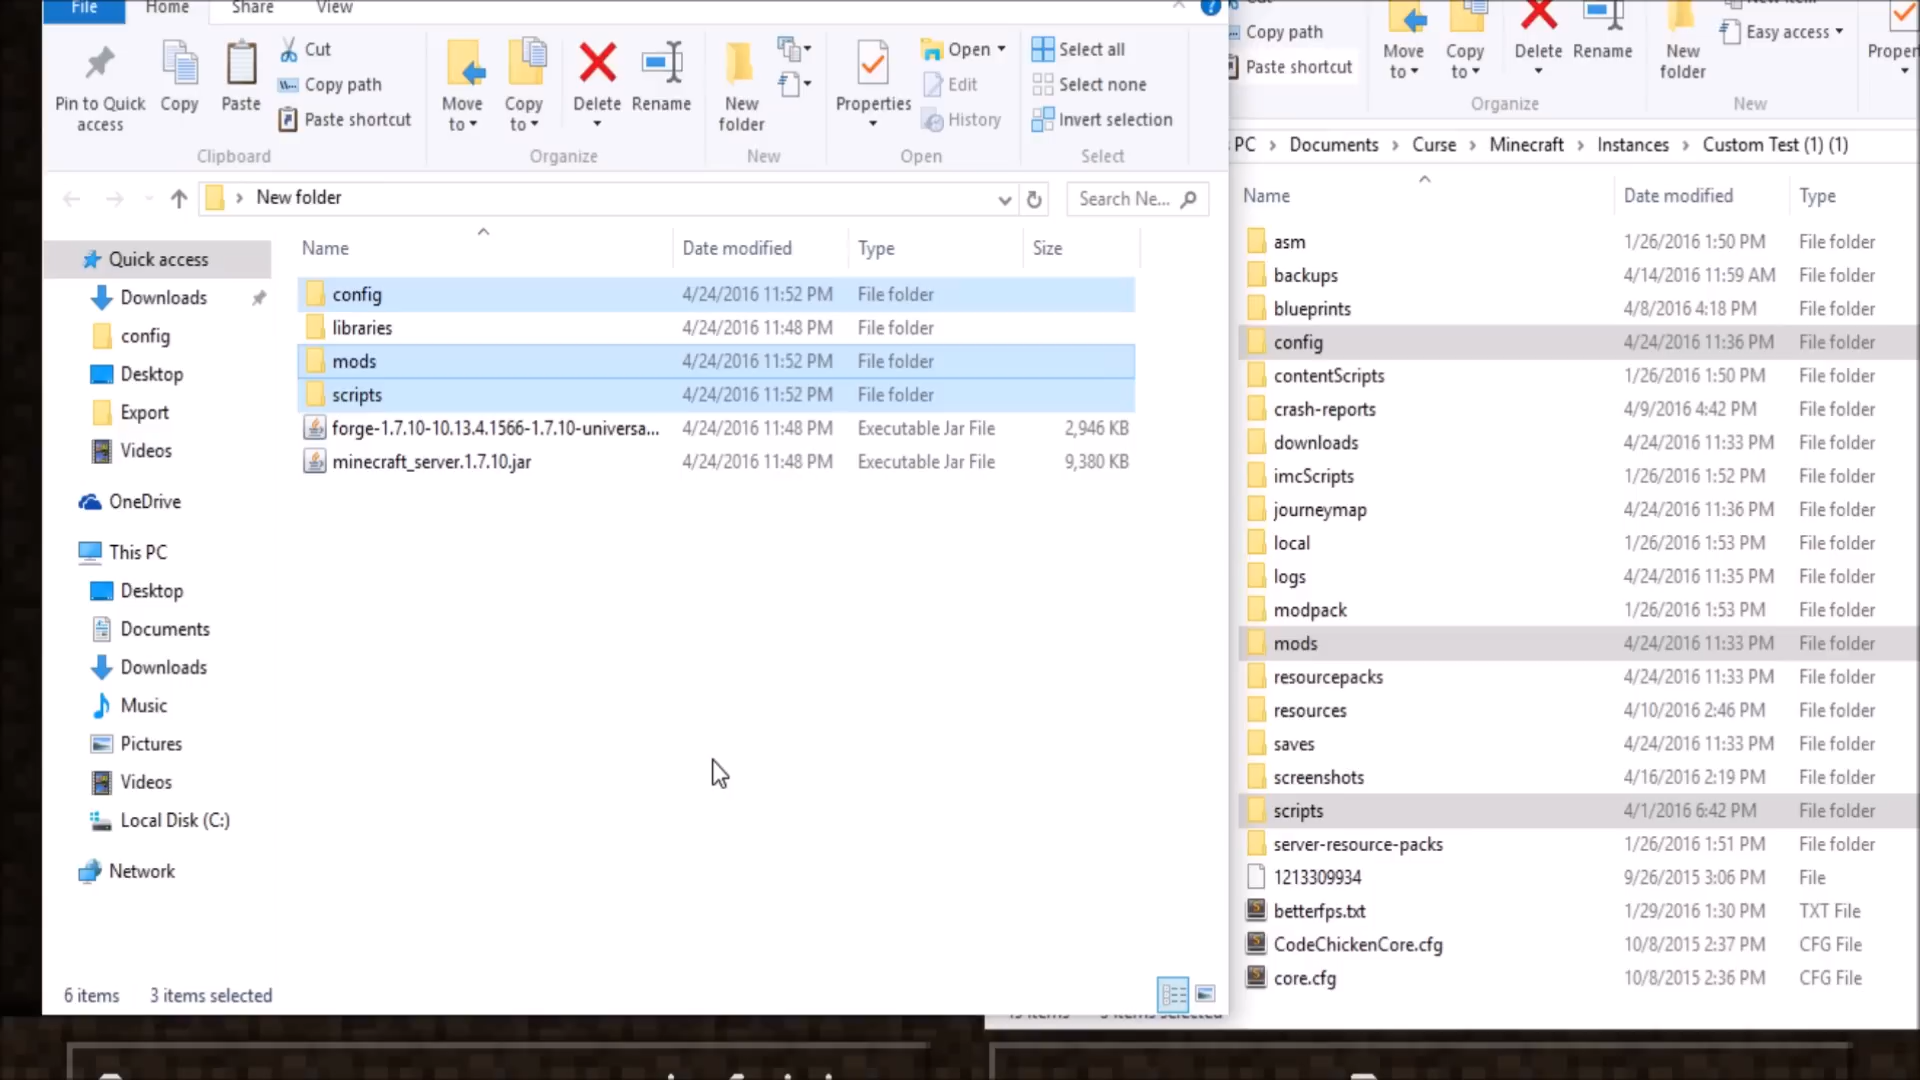 File Home Share View
Pin to Quick access
Copy
Paste
Cut
Copy path
Paste shortcut
Clipboard
Move to
Copy to
Delete
Rename
Organize
New folder
New
Properties
Open
Edit
History
Open
Select all
Select none
Invert selection
Select
New folder
Search Ne...
Quick access
Downloads
config
Desktop
Export
Videos
OneDrive
This PC
Desktop
Documents
Downloads
Music
Pictures
Videos
Local Disk (C:)
Network
Name Date modified Type Size
config 4/24/2016 11:52 PM File folder
libraries 4/24/2016 11:48 PM File folder
mods 4/24/2016 11:52 PM File folder
scripts 4/24/2016 11:52 PM File folder
forge-1.7.10-10.13.4.1566-1.7.10-universa... 4/24/2016 11:48 PM Executable Jar File 2,946 KB
minecraft_server.1.7.10.jar 4/24/2016 11:48 PM Executable Jar File 9,380 KB
6 items 3 items selected
Copy path
Paste shortcut
Move to
Copy to
Delete
Rename
Organize
New folder
Easy access
New
Proper
PC > Documents > Curse > Minecraft > Instances > Custom Test (1) (1)
Name Date modified Type
asm 1/26/2016 1:50 PM File folder
backups 4/14/2016 11:59 AM File folder
blueprints 4/8/2016 4:18 PM File folder
config 4/24/2016 11:36 PM File folder
contentScripts 1/26/2016 1:50 PM File folder
crash-reports 4/9/2016 4:42 PM File folder
downloads 4/24/2016 11:33 PM File folder
imcScripts 1/26/2016 1:52 PM File folder
journeymap 4/24/2016 11:36 PM File folder
local 1/26/2016 1:53 PM File folder
logs 4/24/2016 11:35 PM File folder
modpack 1/26/2016 1:53 PM File folder
mods 4/24/2016 11:33 PM File folder
resourcepacks 4/24/2016 11:33 PM File folder
resources 4/10/2016 2:46 PM File folder
saves 4/24/2016 11:33 PM File folder
screenshots 4/16/2016 2:19 PM File folder
scripts 4/1/2016 6:42 PM File folder
server-resource-packs 1/26/2016 1:51 PM File folder
1213309934 9/26/2015 3:06 PM File
betterfps.txt 1/29/2016 1:30 PM TXT File
CodeChickenCore.cfg 10/8/2015 2:37 PM CFG File
core.cfg 10/8/2015 2:36 PM CFG File